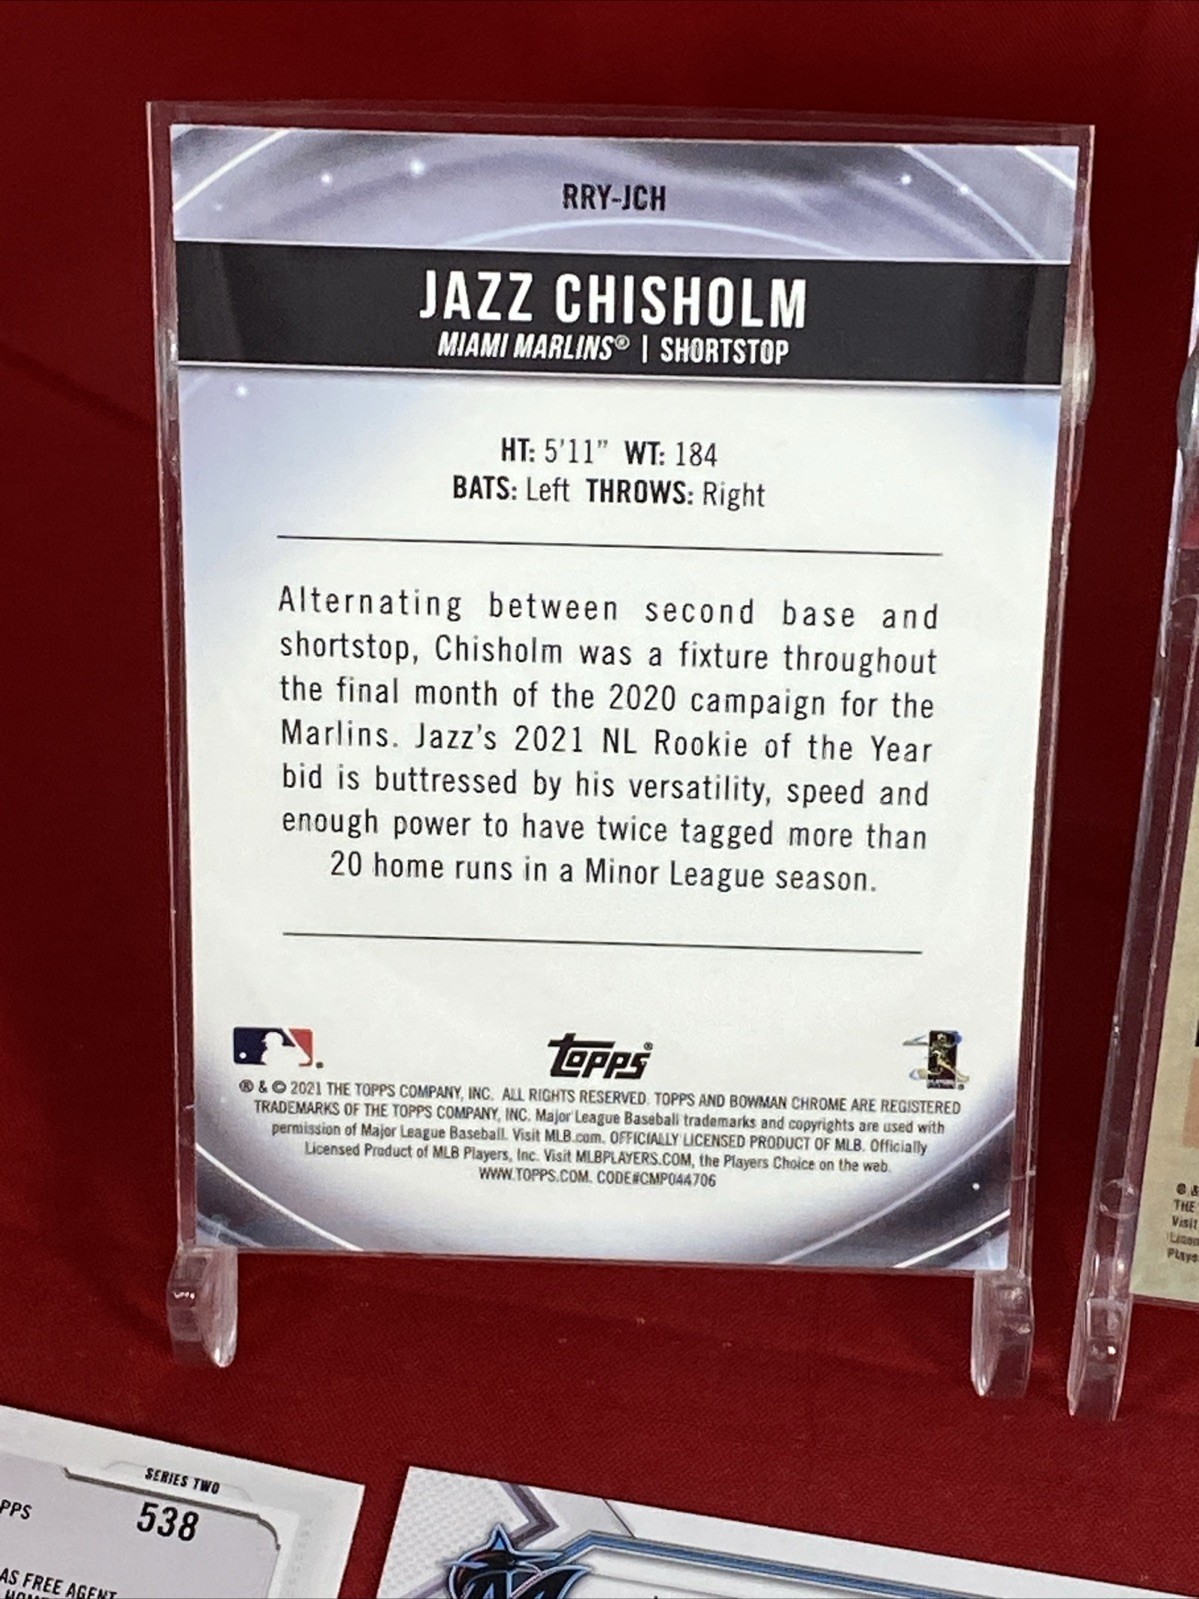 RRY-JCH
JAZZ CHISHOLM
MIAMI MARLINS® | SHORTSTOP
HT: 5'11" WT: 184
BATS: Left THROWS: Right
Alternating between second base and
shortstop, Chisholm was a fixture throughout
the final month of the 2020 campaign for the
Marlins. Jazz's 2021 NL Rookie of the Year
bid is buttressed by his versatility, speed and
enough power to have twice tagged more than
20 home runs in a Minor League season.
topps®
® & © 2021 THE TOPPS COMPANY, INC. ALL RIGHTS RESERVED. TOPPS AND BOWMAN CHROME ARE REGISTERED
TRADEMARKS OF THE TOPPS COMPANY, INC. Major League Baseball trademarks and copyrights are used with
permission of Major League Baseball. Visit MLB.com. OFFICIALLY LICENSED PRODUCT OF MLB. Officially
Licensed Product of MLB Players, Inc. Visit MLBPLAYERS.COM, the Players Choice on the web.
WWW.TOPPS.COM. CODE#CMP044706
SERIES TWO
538
PPS
AS FREE AGENT
THE
Visit